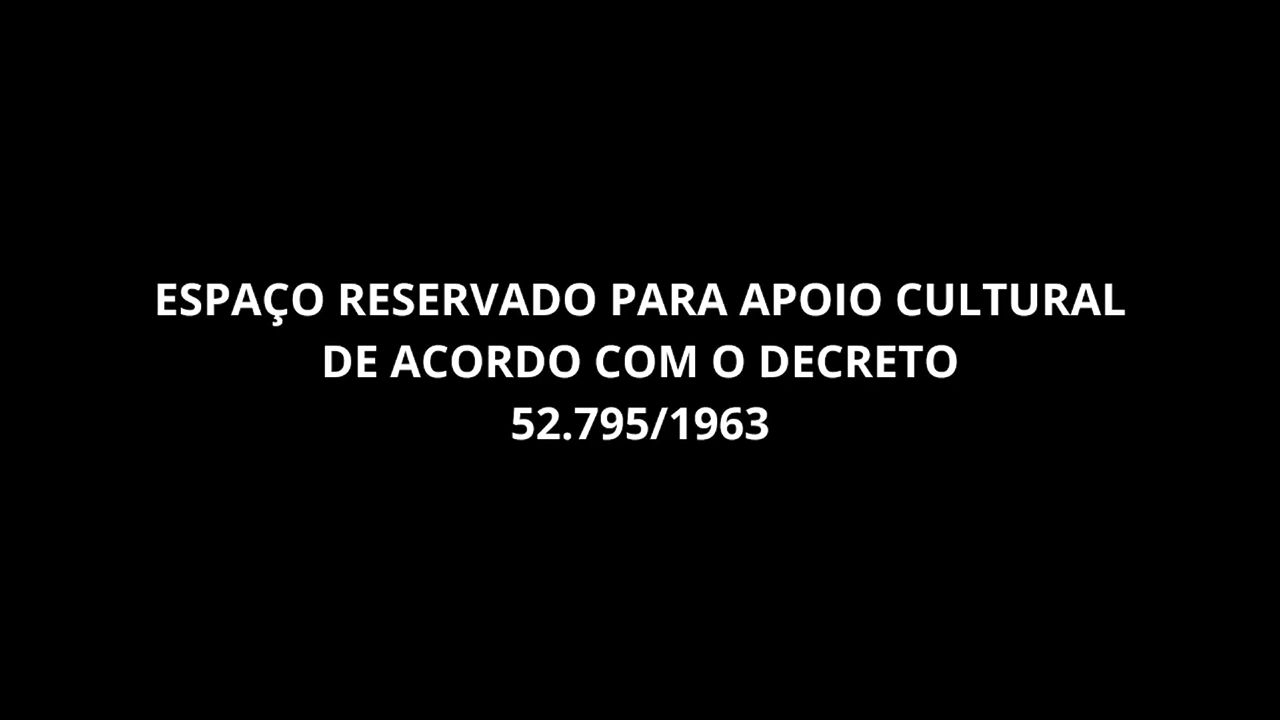 ESPAÇO RESERVADO PARA APOIO CULTURAL
DE ACORDO COM O DECRETO
52.795/1963